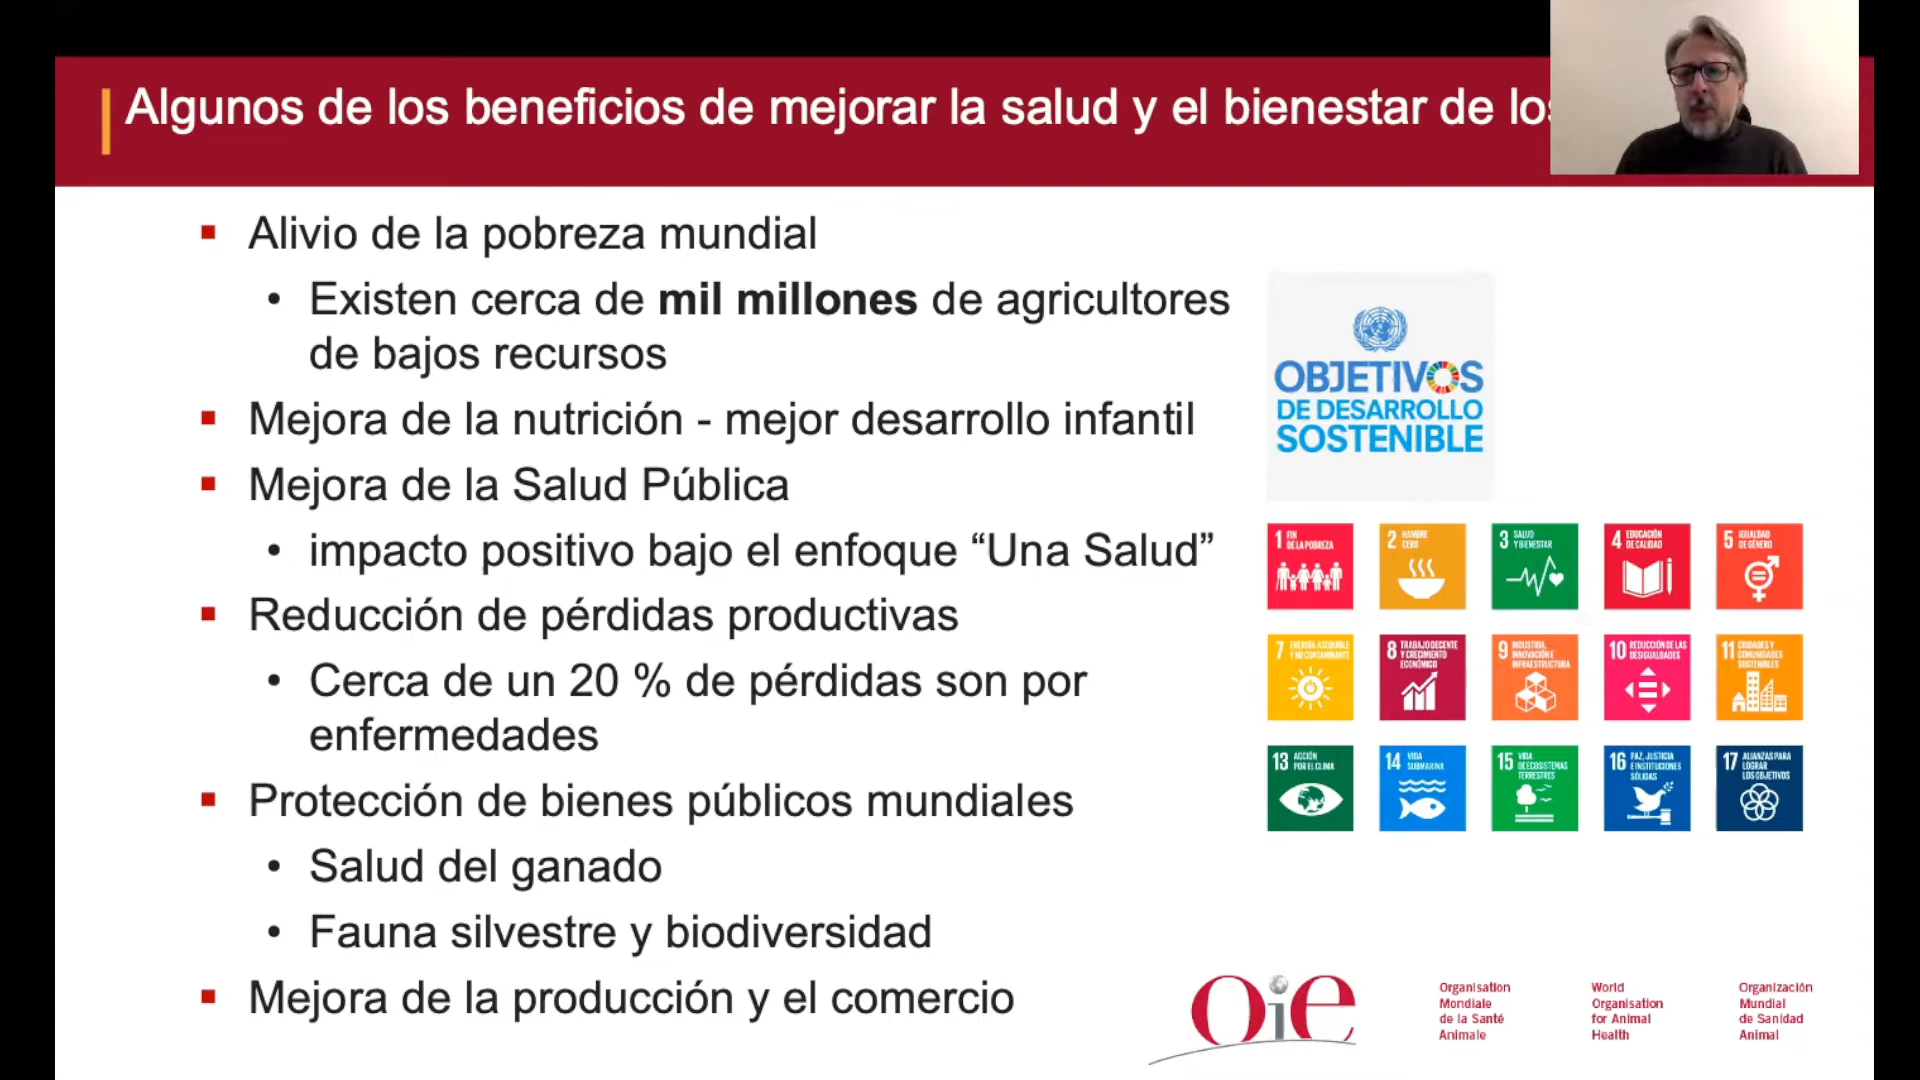 Algunos de los beneficios de mejorar la salud y el bienestar de los
Alivio de la pobreza mundial
Existen cerca de mil millones de agricultores
de bajos recursos
Mejora de la nutrición - mejor desarrollo infantil
Mejora de la Salud Pública
impacto positivo bajo el enfoque “Una Salud”
Reducción de pérdidas productivas
Cerca de un 20 % de pérdidas son por
enfermedades
Protección de bienes públicos mundiales
Salud del ganado
Fauna silvestre y biodiversidad
Mejora de la producción y el comercio
OBJETIVOS
DE DESARROLLO
SOSTENIBLE
1 FIN
DE LA POBREZA
2 HAMBRE
CERO
3 SALUD
Y BIENESTAR
4 EDUCACIÓN
DE CALIDAD
5 IGUALDAD
DE GÉNERO
7 ENERGÍA ASEQUIBLE
Y NO CONTAMINANTE
8 TRABAJO DECENTE
Y CRECIMIENTO
ECONÓMICO
9 INDUSTRIA,
INNOVACIÓN E
INFRAESTRUCTURA
10 REDUCCIÓN DE LAS
DESIGUALDADES
11 CIUDADES Y
COMUNIDADES
SOSTENIBLES
13 ACCIÓN
POR EL CLIMA
14 VIDA
SUBMARINA
15 VIDA
DE ECOSISTEMAS
TERRESTRES
16 PAZ, JUSTICIA
E INSTITUCIONES
SÓLIDAS
17 ALIANZAS PARA
LOGRAR
LOS OBJETIVOS
oie
Organisation
Mondiale
de la Santé
Animale
World
Organisation
for Animal
Health
Organización
Mundial
de Sanidad
Animal